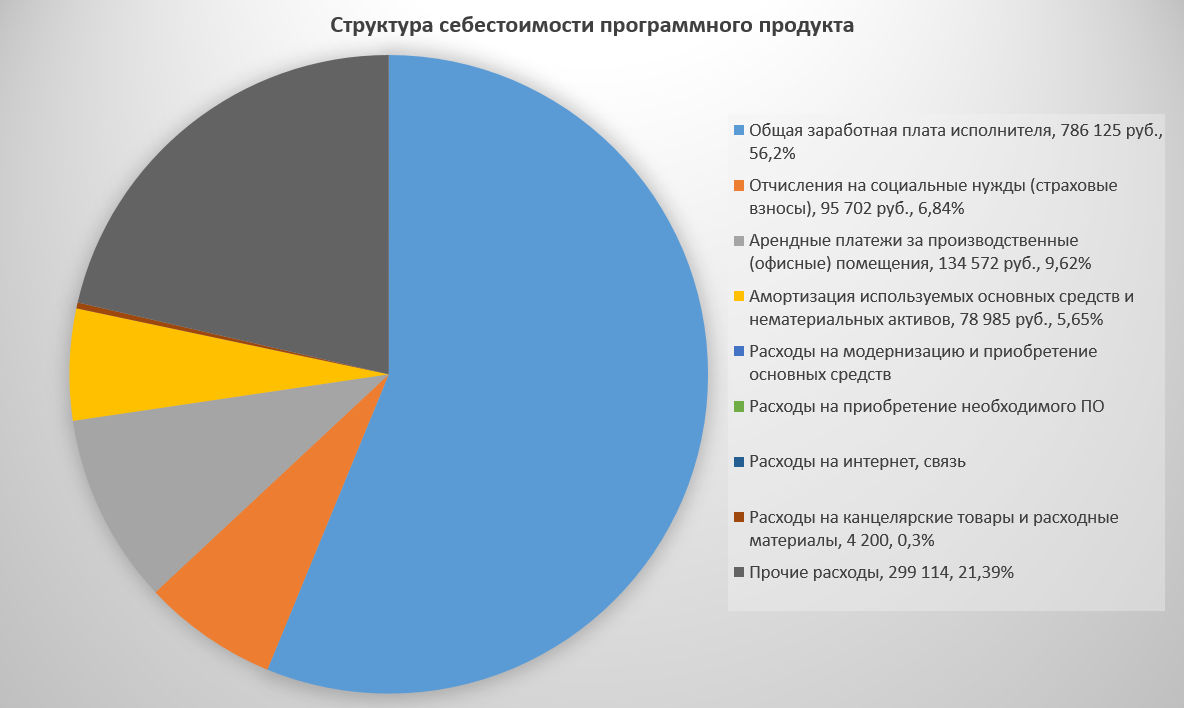 Структура себестоимости программного продукта
Общая заработная плата исполнителя, 786 125 руб.,
56,2%
Отчисления на социальные нужды (страховые
взносы), 95 702 руб., 6,84%
Арендные платежи за производственные
(офисные) помещения, 134 572 руб., 9,62%
Амортизация используемых основных средств и
нематериальных активов, 78 985 руб., 5,65%
Расходы на модернизацию и приобретение
основных средств
Расходы на приобретение необходимого ПО
Расходы на интернет, связь
Расходы на канцелярские товары и расходные
материалы, 4 200, 0,3%
Прочие расходы, 299 114, 21,39%